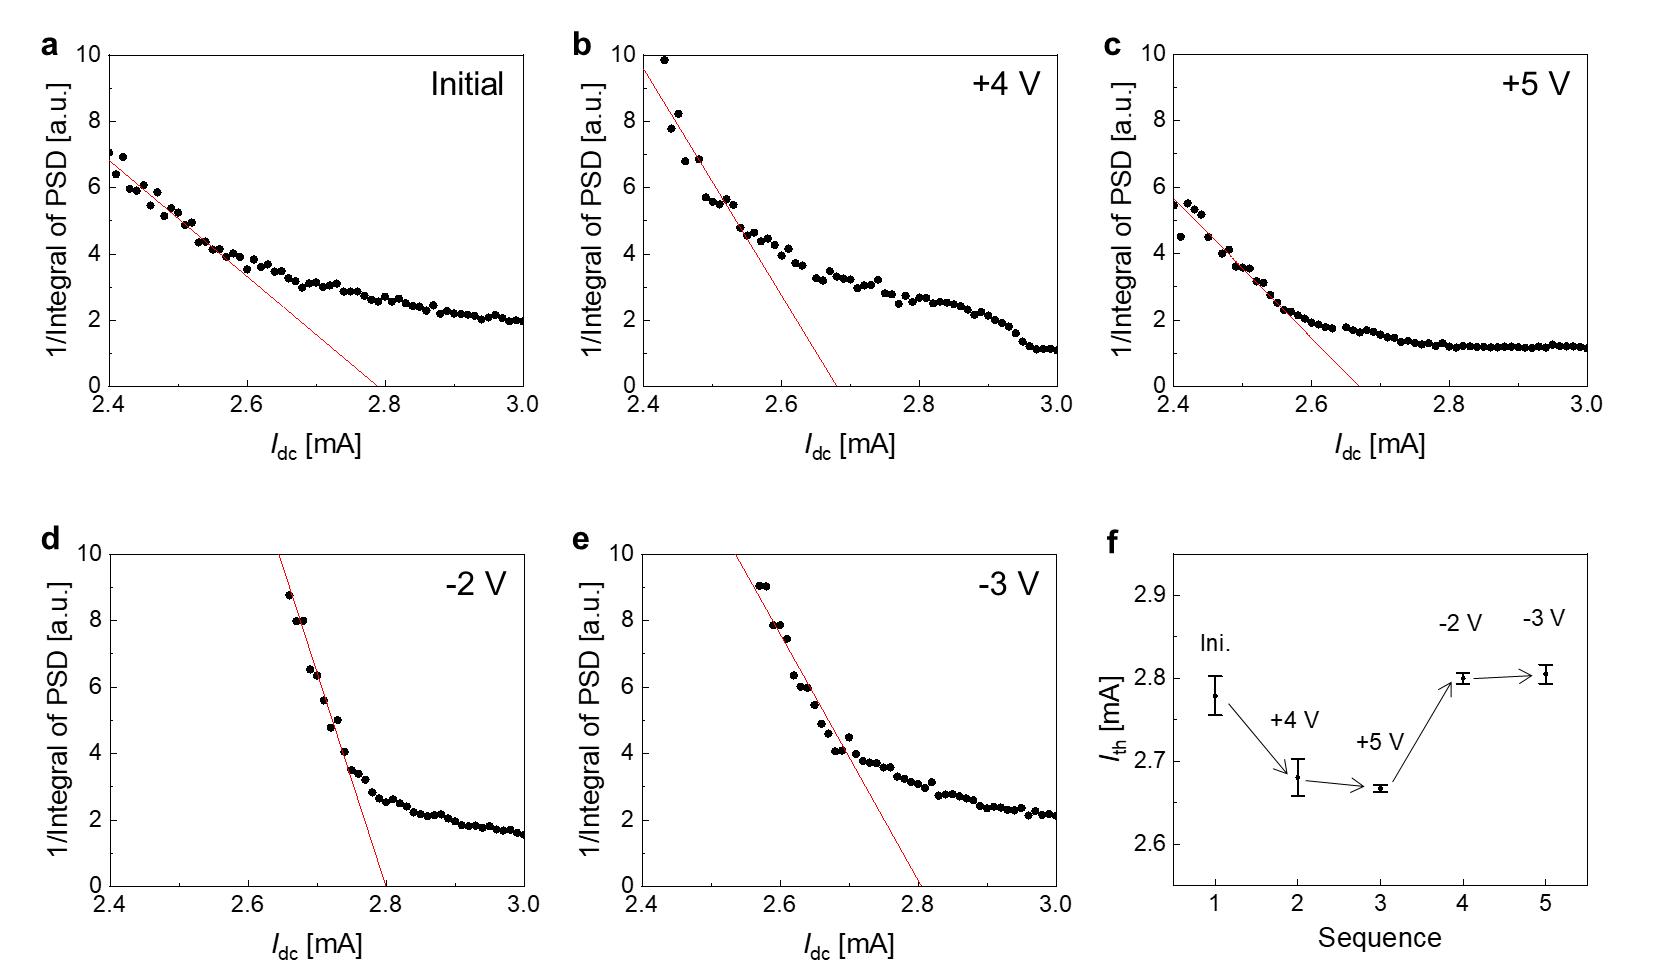 a
Initial
1/Integral of PSD [a.u.]
10
8
6
4
2
0
2.4 2.6 2.8 3.0
Idc [mA]
b
+4 V
1/Integral of PSD [a.u.]
10
8
6
4
2
0
2.4 2.6 2.8 3.0
Idc [mA]
c
+5 V
1/Integral of PSD [a.u.]
10
8
6
4
2
0
2.4 2.6 2.8 3.0
Idc [mA]
d
-2 V
1/Integral of PSD [a.u.]
10
8
6
4
2
0
2.4 2.6 2.8 3.0
Idc [mA]
e
-3 V
1/Integral of PSD [a.u.]
10
8
6
4
2
0
2.4 2.6 2.8 3.0
Idc [mA]
f
Ith [mA]
2.9
2.8
2.7
2.6
Ini.
+4 V
+5 V
-2 V
-3 V
1 2 3 4 5
Sequence